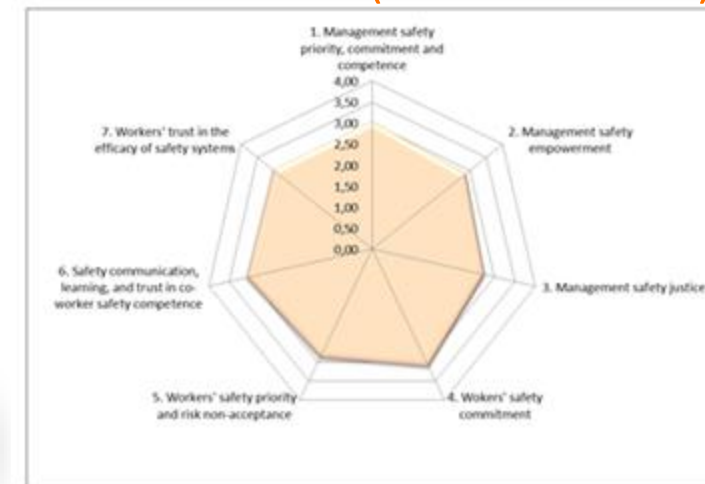 1. Management safety
priority, commitment and
competence
4,00
3,50
3,00
2,50
2,00
1,50
1,00
0,50
0,00
7. Workers' trust in the
efficacy of safety systems
2. Management safety
empowerment
6. Safety communication,
learning, and trust in co-
worker safety competence
3. Management safety justice
5. Workers' safety priority
and risk non-acceptance
4. Wokers' safety
commitment